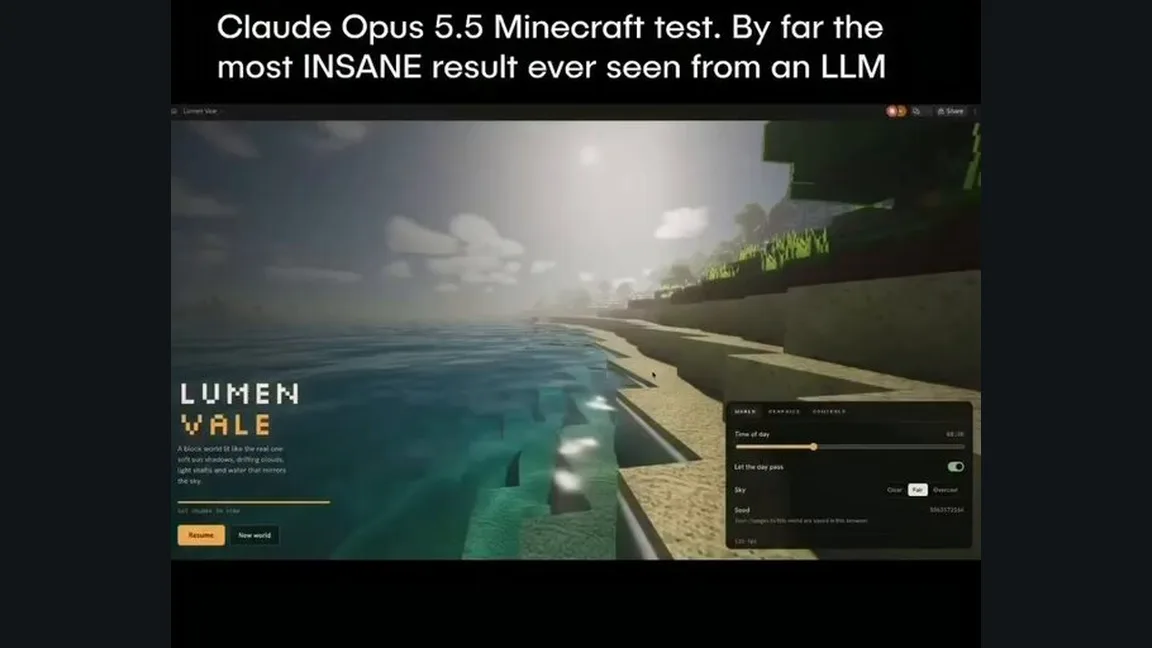 Claude Opus 5.5 Minecraft test. By far the
most INSANE result ever seen from an LLM
Lumen Vale
Share
LUMEN
VALE
A block world lit like the real one:
soft sun shadows, drifting clouds,
light shafts and water that mirrors
the sky.
Resume
New world
WORLD GRAPHICS CONTROLS
Time of day
Let the day pass
Sky
Clear Fair Overcast
Seed